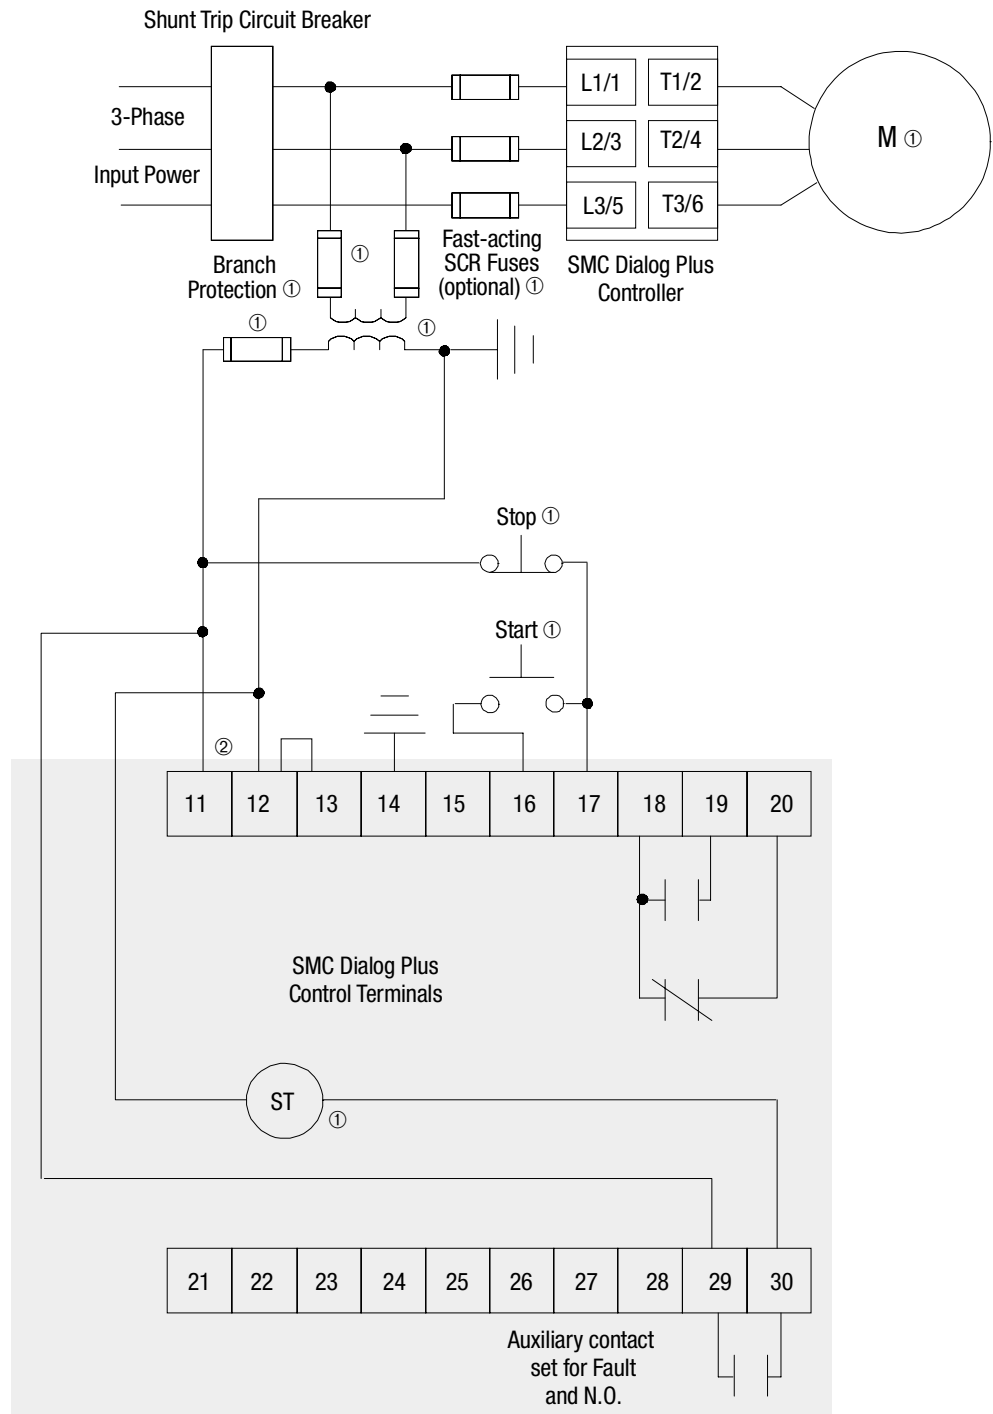 Shunt Trip Circuit Breaker
3-Phase
Input Power
L1/1 T1/2
L2/3 T2/4
L3/5 T3/6
M ①
Branch
Protection ①
①
Fast-acting
SCR Fuses
(optional) ①
SMC Dialog Plus
Controller
①
①
Stop ①
Start ①
②
11 12 13 14 15 16 17 18 19 20
SMC Dialog Plus
Control Terminals
ST
①
21 22 23 24 25 26 27 28 29 30
Auxiliary contact
set for Fault
and N.O.